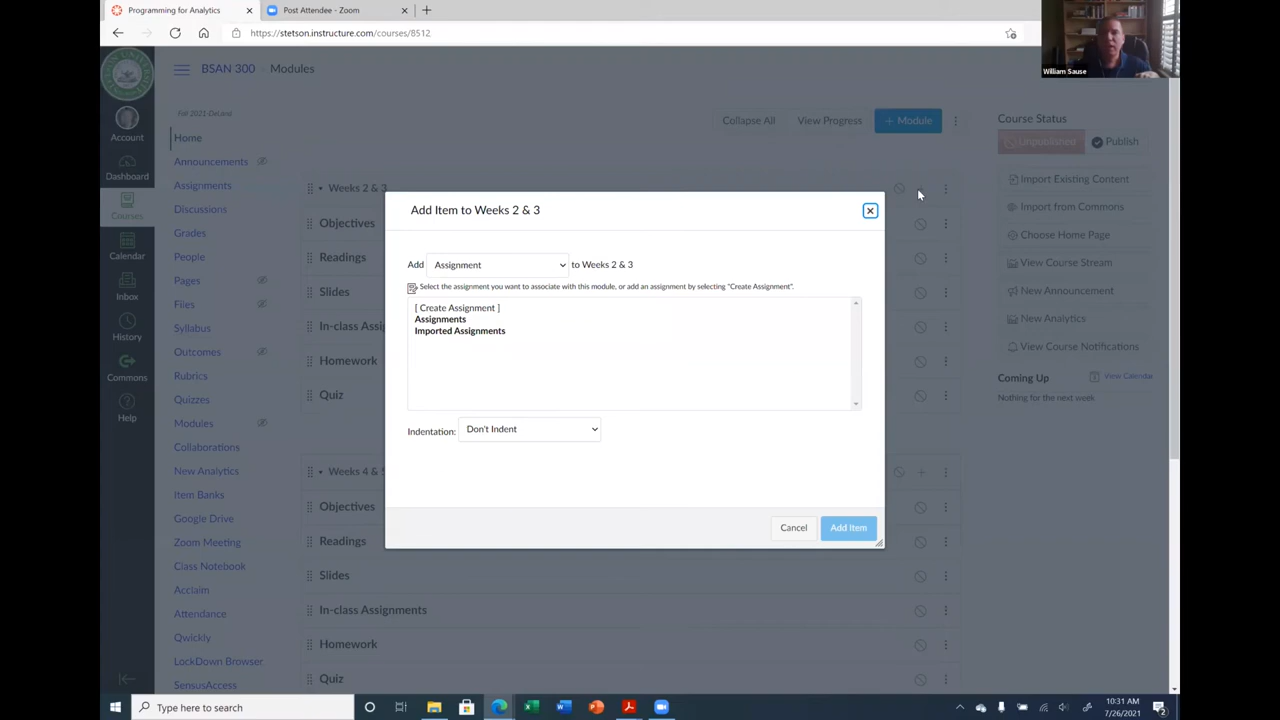 Programming for Analytics
Post Attendee - Zoom
https://stetson.instructure.com/courses/8512
William Sause
BSAN 300
Modules
Account
Dashboard
Courses
Calendar
Inbox
History
Commons
Help
Fall 2021-DeLand
Home
Announcements
Assignments
Discussions
Grades
People
Pages
Files
Syllabus
Outcomes
Rubrics
Quizzes
Modules
Collaborations
New Analytics
Item Banks
Google Drive
Zoom Meeting
Class Notebook
Acclaim
Attendance
Qwickly
LockDown Browser
SensusAccess
Collapse All
View Progress
+ Module
Weeks 2 & 3
Objectives
Readings
Slides
In-class Assi
Homework
Quiz
Weeks 4 &
Objectives
Readings
Slides
In-class Assignments
Homework
Quiz
Add Item to Weeks 2 & 3
Add Assignment to Weeks 2 & 3
Select the assignment you want to associate with this module, or add an assignment by selecting "Create Assignment".
[ Create Assignment ]
Assignments
Imported Assignments
Indentation: Don't Indent
Cancel
Add Item
Course Status
Unpublished
Publish
Import Existing Content
Import from Commons
Choose Home Page
View Course Stream
New Announcement
New Analytics
View Course Notifications
Coming Up
View Calendar
Nothing for the next week
Type here to search
10:31 AM
7/26/2021
2